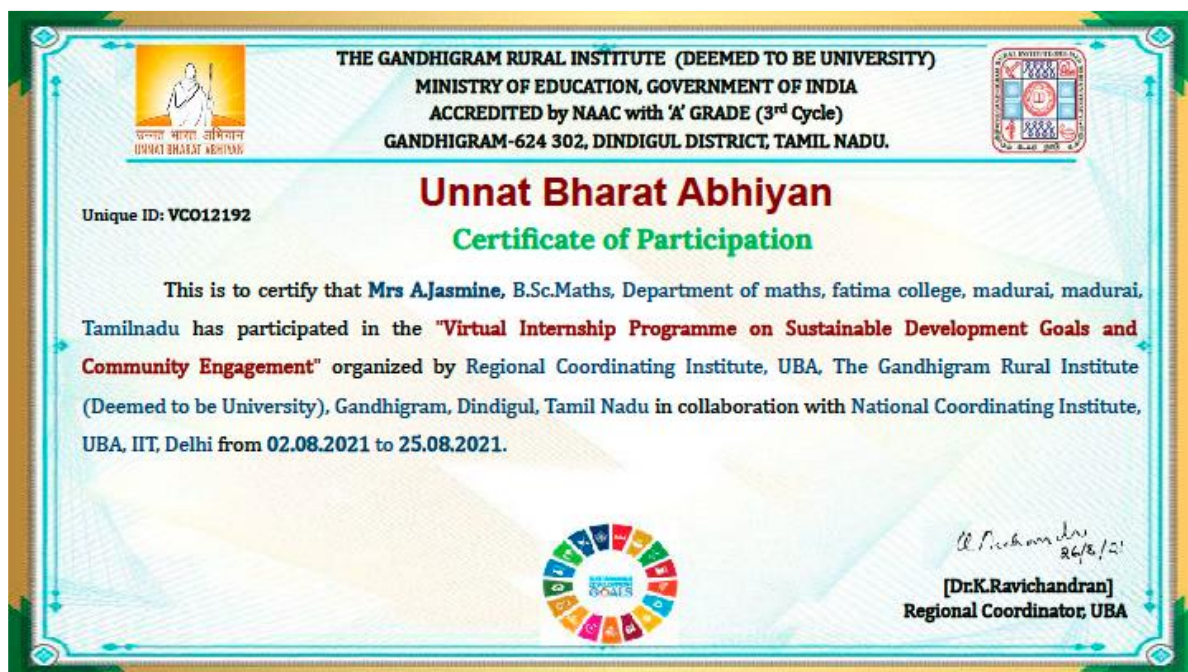 THE GANDHIGRAM RURAL INSTITUTE (DEEMED TO BE UNIVERSITY)
MINISTRY OF EDUCATION, GOVERNMENT OF INDIA
ACCREDITED by NAAC with 'A' GRADE (3rd Cycle)
GANDHIGRAM-624 302, DINDIGUL DISTRICT, TAMIL NADU.
उन्नत भारत अभियान
UNNAT BHARAT ABHIYAN
Unnat Bharat Abhiyan
Unique ID: VCO12192
Certificate of Participation
This is to certify that Mrs A.Jasmine, B.Sc.Maths, Department of maths, fatima college, madurai, madurai,
Tamilnadu has participated in the "Virtual Internship Programme on Sustainable Development Goals and
Community Engagement" organized by Regional Coordinating Institute, UBA, The Gandhigram Rural Institute
(Deemed to be University), Gandhigram, Dindigul, Tamil Nadu in collaboration with National Coordinating Institute,
UBA, IIT, Delhi from 02.08.2021 to 25.08.2021.
SUSTAINABLE
DEVELOPMENT
GOALS
26/8/21
[Dr.K.Ravichandran]
Regional Coordinator, UBA